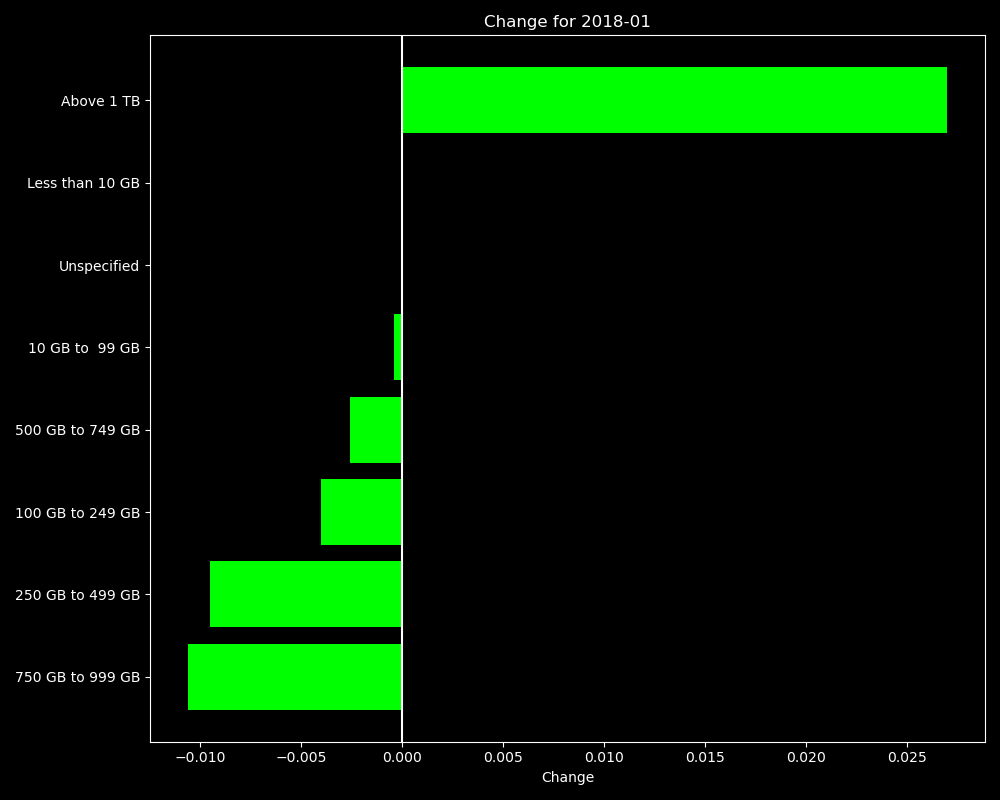 Change for 2018-01
Above 1 TB
Less than 10 GB
Unspecified
10 GB to  99 GB
500 GB to 749 GB
100 GB to 249 GB
250 GB to 499 GB
750 GB to 999 GB
−0.010 −0.005 0.000 0.005 0.010 0.015 0.020 0.025
Change